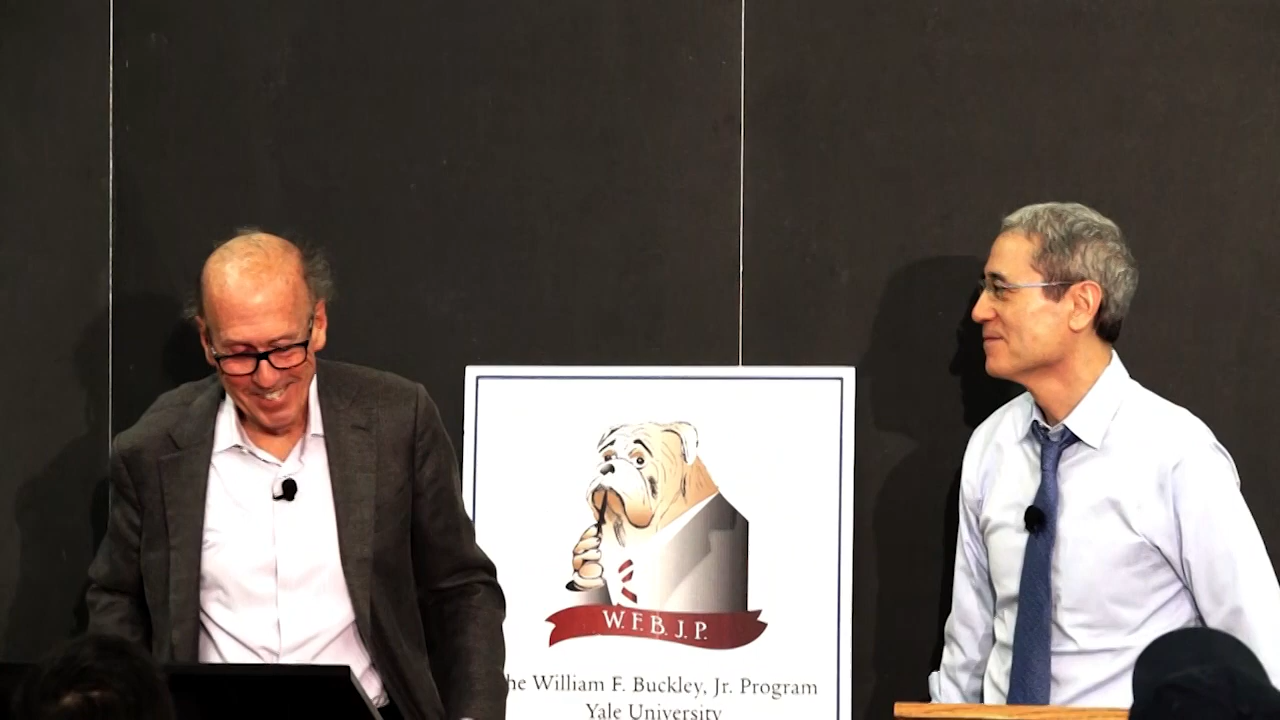 W. F. B. J. P.
he William F. Buckley, Jr. Program
Yale University